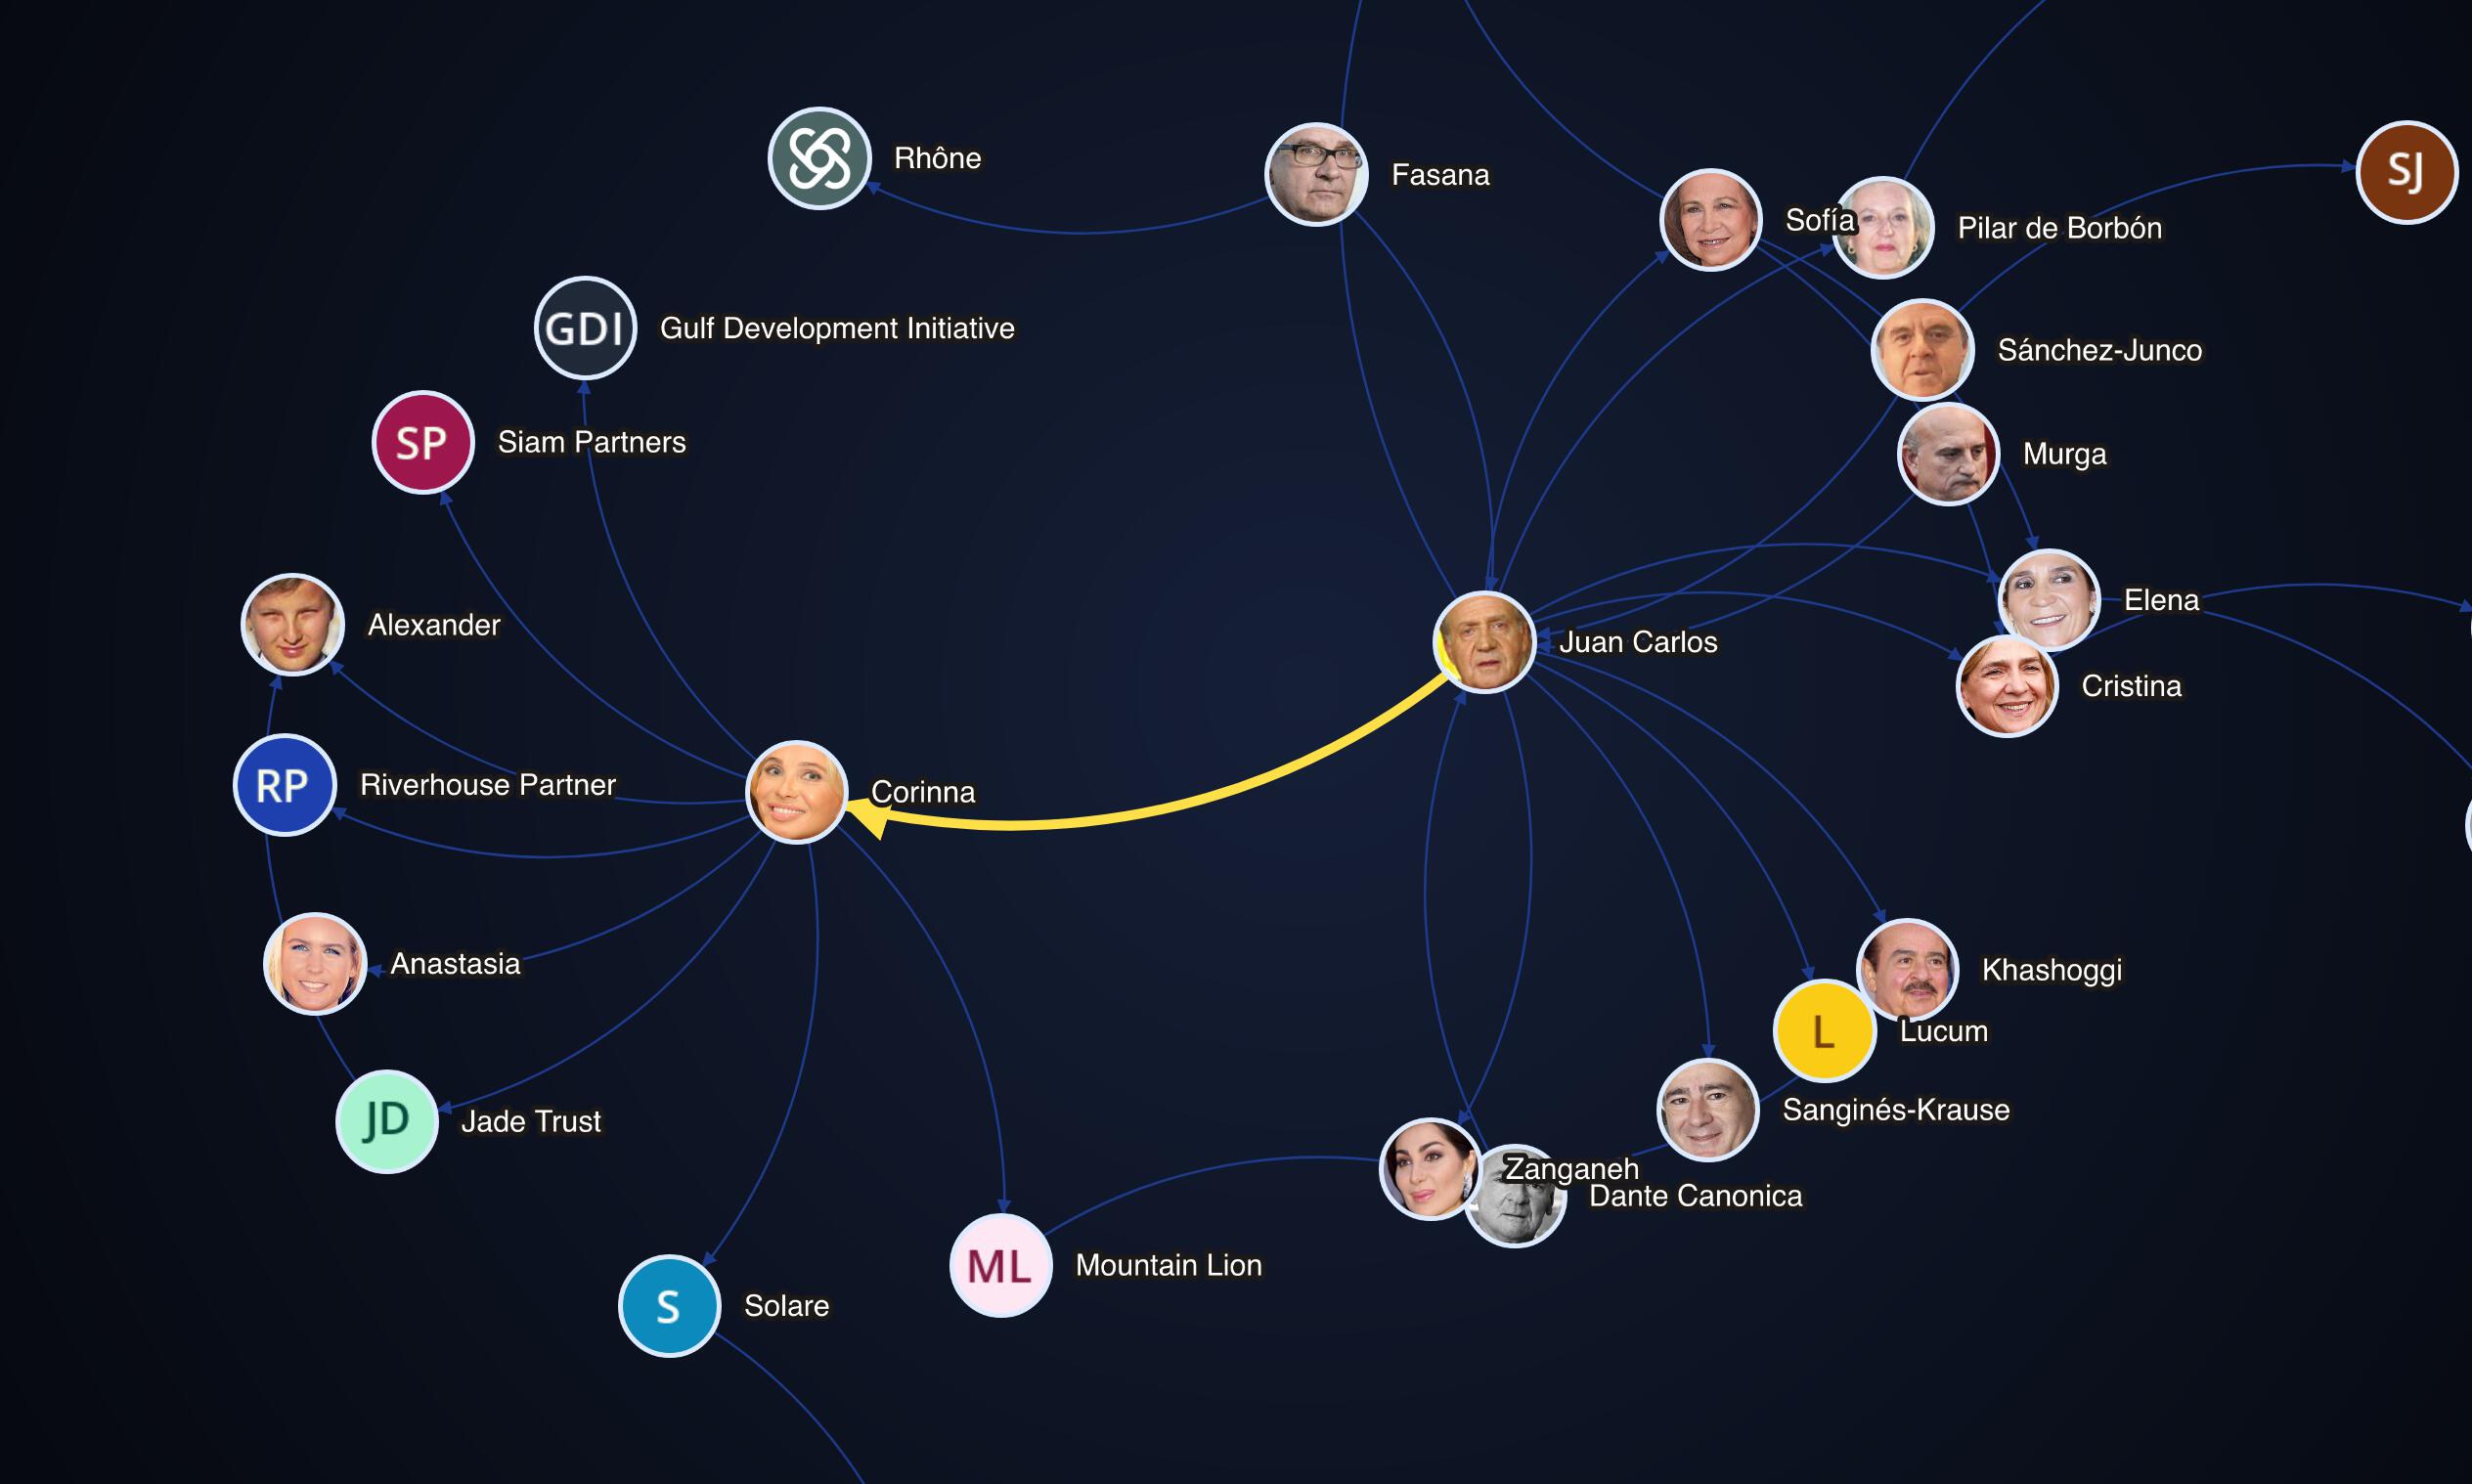 Rhône
Fasana
Sofía
Pilar de Borbón
SJ
GDI
Gulf Development Initiative
Sánchez-Junco
SP
Siam Partners
Murga
Alexander
Elena
Juan Carlos
Cristina
RP
Riverhouse Partner
Corinna
Anastasia
Khashoggi
L
Lucum
JD
Jade Trust
Sanginés-Krause
Zanganeh
Dante Canonica
ML
Mountain Lion
S
Solare